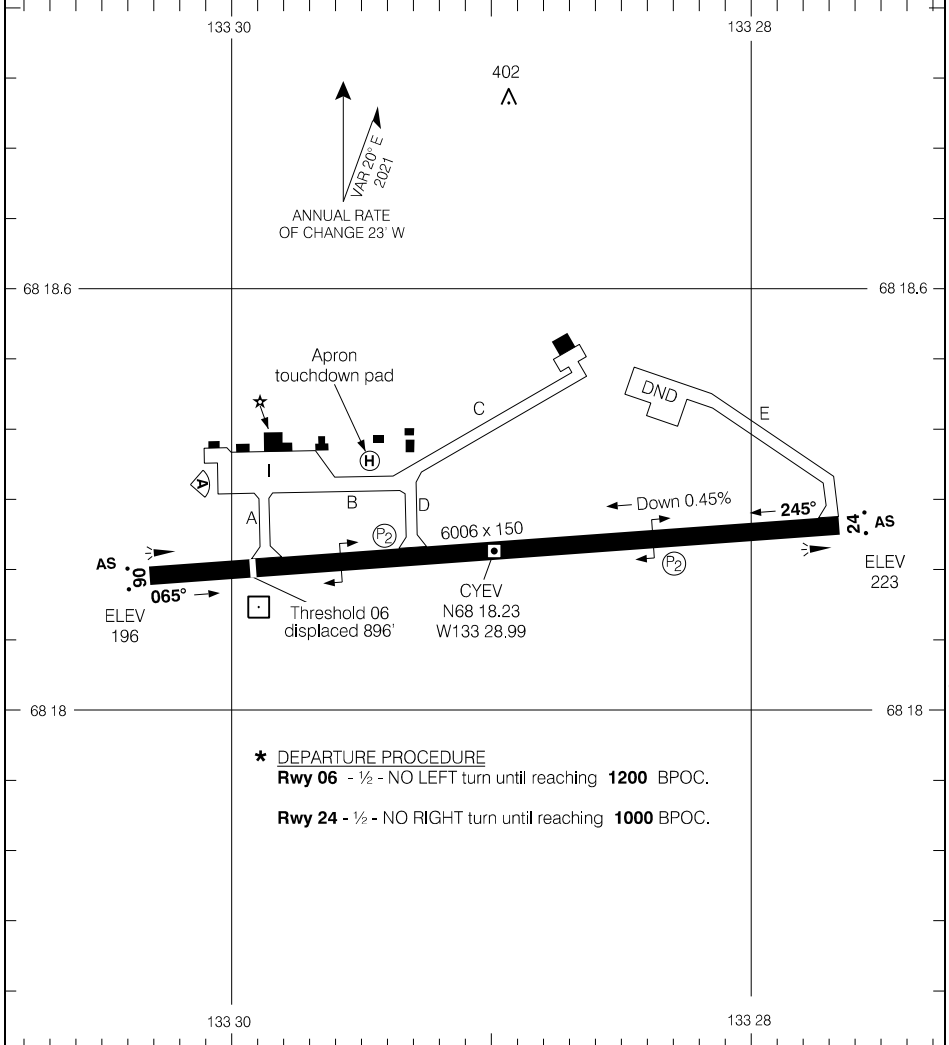 133 30
133 28
402
VAR 20° E
2021
ANNUAL RATE
OF CHANGE 23' W
68 18.6
68 18.6
Apron
touchdown pad
H
I
A
A
B
C
D
DND
E
P2
6006 x 150
Down 0.45%
245°
24
AS
P2
ELEV
223
AS
06
065°
ELEV
196
Threshold 06
displaced 896'
CYEV
N68 18.23
W133 28.99
68 18
68 18
* DEPARTURE PROCEDURE
Rwy 06 - ½ - NO LEFT turn until reaching 1200 BPOC.
Rwy 24 - ½ - NO RIGHT turn until reaching 1000 BPOC.
133 30
133 28